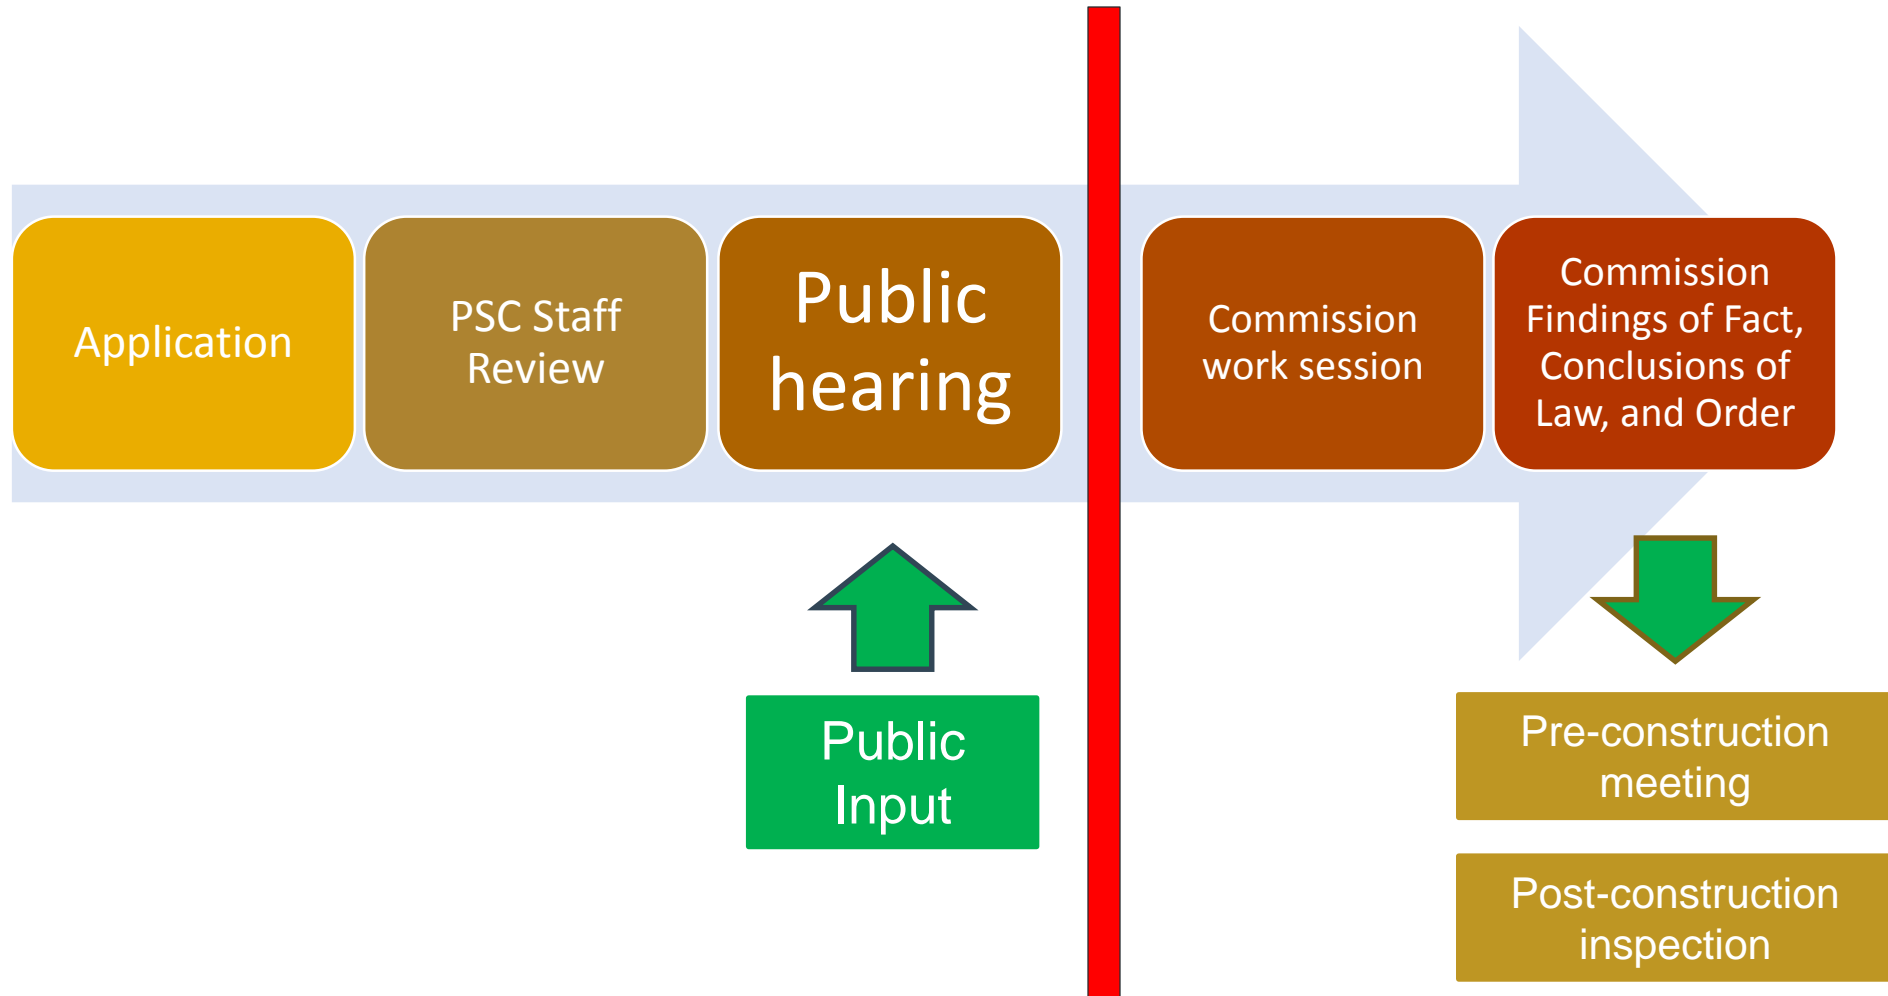 Application
PSC Staff
Review
Public
hearing
Commission
work session
Commission
Findings of Fact,
Conclusions of
Law, and Order
Public
Input
Pre-construction
meeting
Post-construction
inspection